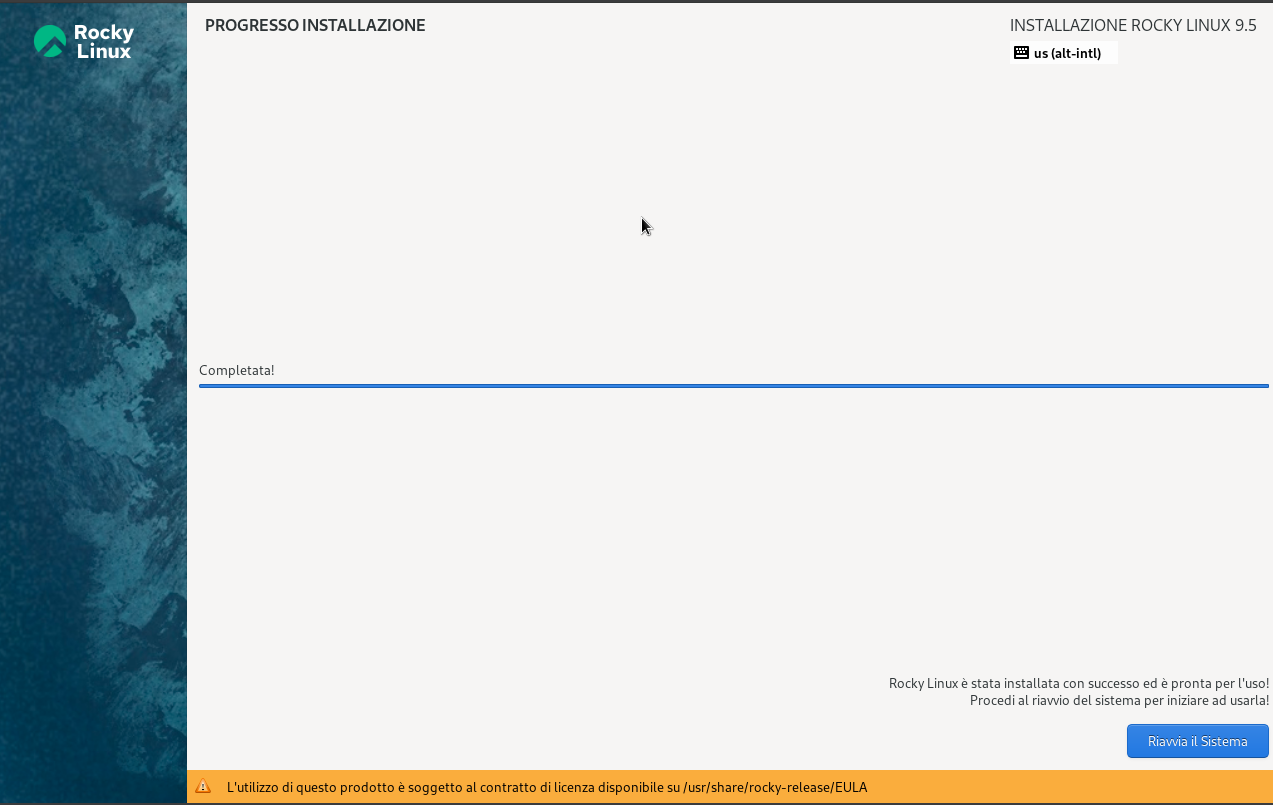 Rocky
Linux
PROGRESSO INSTALLAZIONE
INSTALLAZIONE ROCKY LINUX 9.5
us (alt-intl)
Completata!
Rocky Linux è stata installata con successo ed è pronta per l'uso!
Procedi al riavvio del sistema per iniziare ad usarla!
Riavvia il Sistema
L'utilizzo di questo prodotto è soggetto al contratto di licenza disponibile su /usr/share/rocky-release/EULA